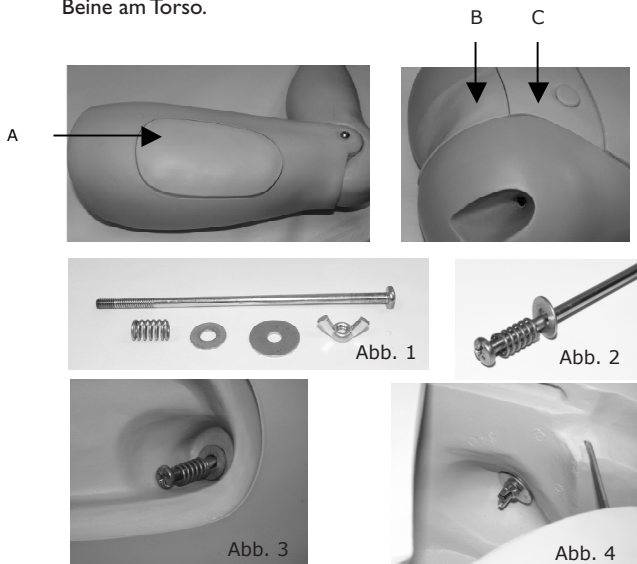 Beine am Torso.
B C
A
Abb. 1
Abb. 2
Abb. 3
Abb. 4